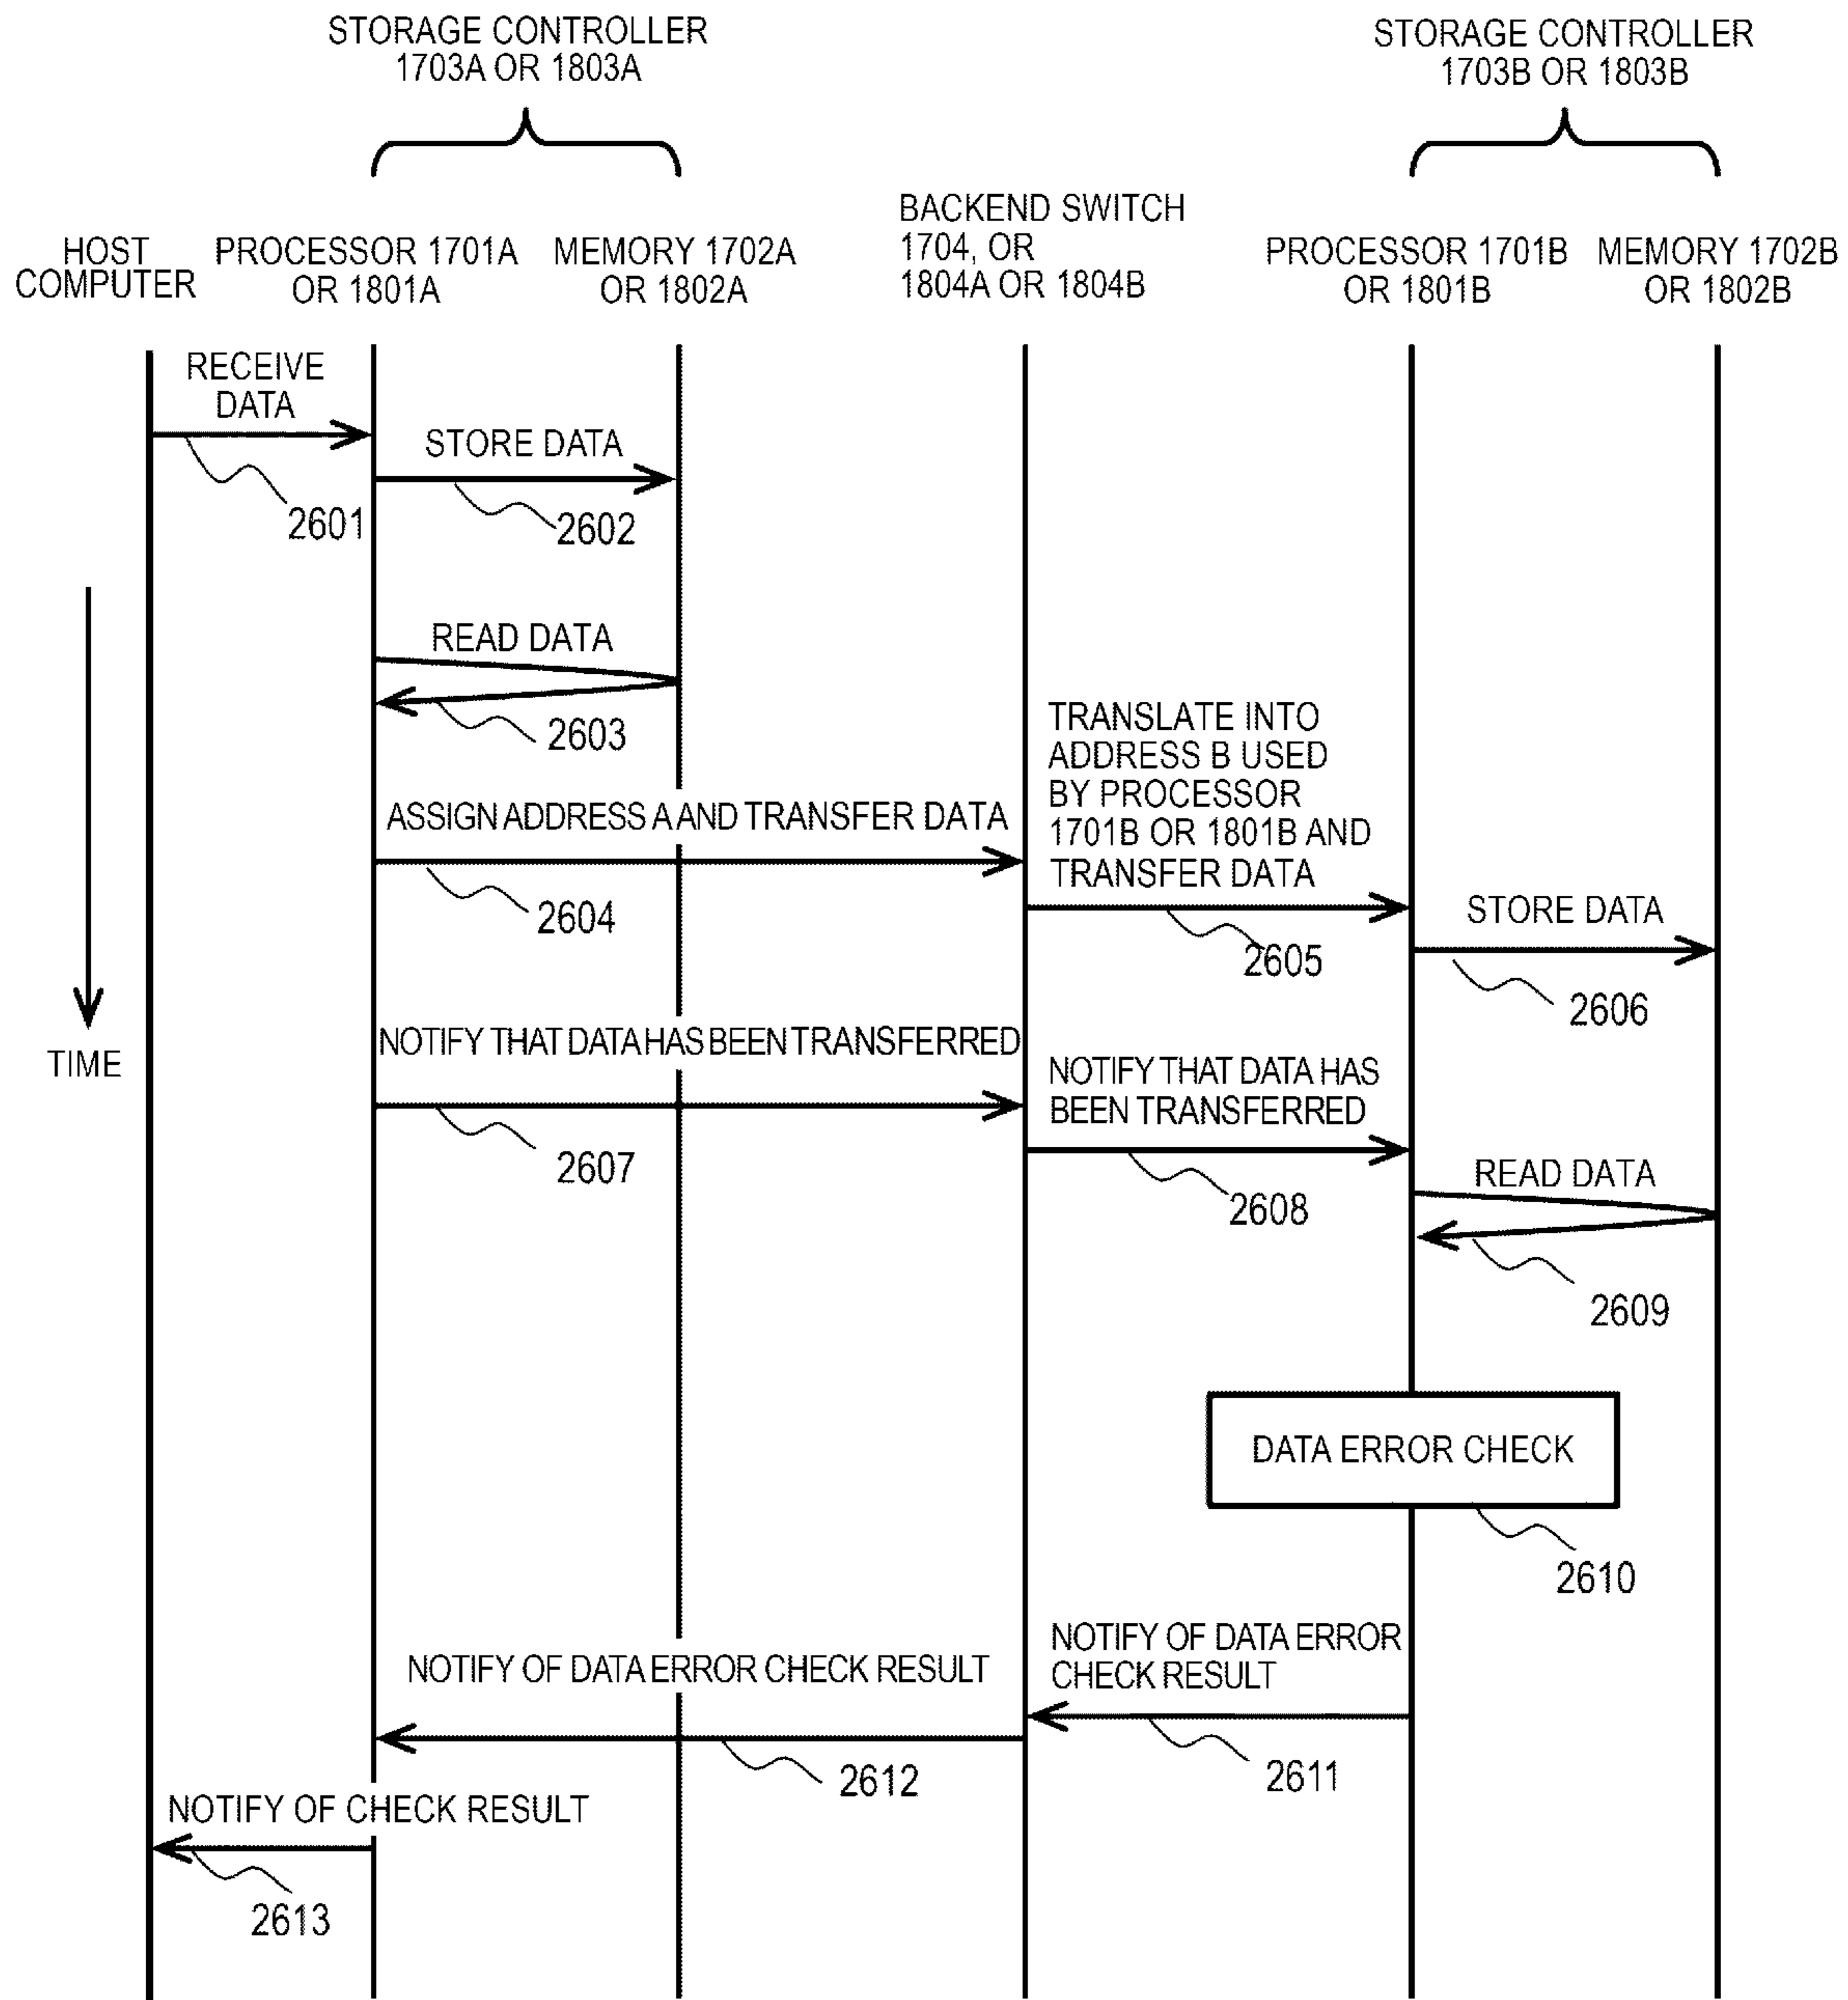 STORAGE CONTROLLER
1703A OR 1803A
STORAGE CONTROLLER
1703B OR 1803B
HOST
COMPUTER
PROCESSOR 1701A
OR 1801A
MEMORY 1702A
OR 1802A
BACKEND SWITCH
1704, OR
1804A OR 1804B
PROCESSOR 1701B
OR 1801B
MEMORY 1702B
OR 1802B
RECEIVE
DATA
2601
STORE DATA
2602
READ DATA
2603
TIME
ASSIGN ADDRESS A AND TRANSFER DATA
2604
TRANSLATE INTO
ADDRESS B USED
BY PROCESSOR
1701B OR 1801B AND
TRANSFER DATA
2605
STORE DATA
2606
NOTIFY THAT DATA HAS BEEN TRANSFERRED
2607
NOTIFY THAT DATA HAS
BEEN TRANSFERRED
2608
READ DATA
2609
DATA ERROR CHECK
2610
NOTIFY OF DATA ERROR
CHECK RESULT
2611
NOTIFY OF DATA ERROR CHECK RESULT
2612
NOTIFY OF CHECK RESULT
2613